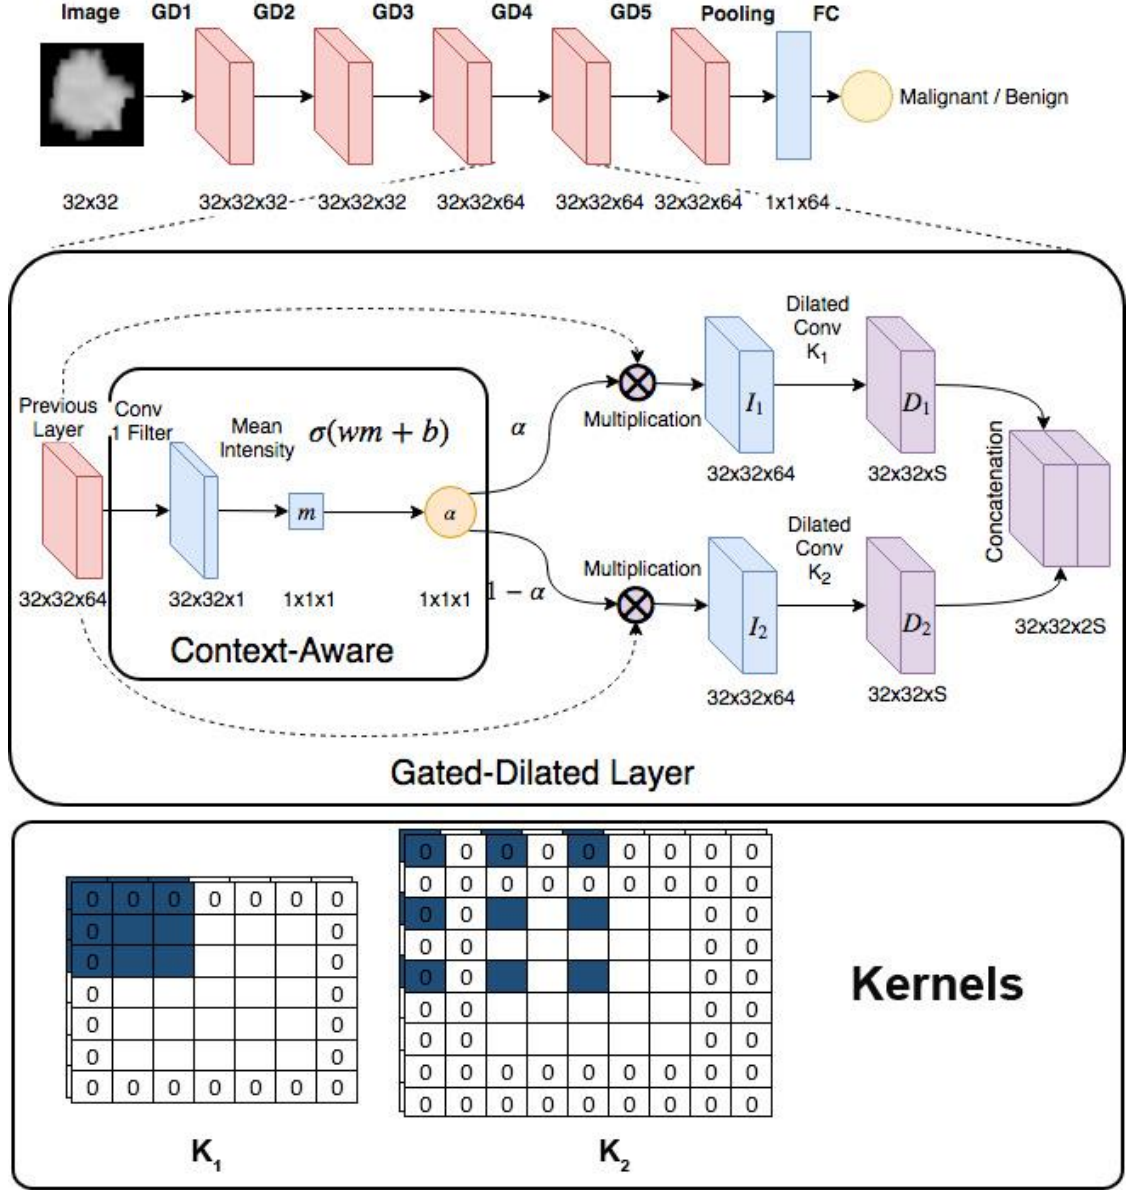 Image GD1 GD2 GD3 GD4 GD5 Pooling FC
Malignant / Benign
32x32 32x32x32 32x32x32 32x32x64 32x32x64 32x32x64 1x1x64
Previous
Layer
Conv
1 Filter
Mean
Intensity
σ(wm + b)
m
α
32x32x64 32x32x1 1x1x1 1x1x1
Context-Aware
α
1 − α
Multiplication
Multiplication
I1
32x32x64
Dilated
Conv
K1
D1
32x32xS
I2
32x32x64
Dilated
Conv
K2
D2
32x32xS
Concatenation
32x32x2S
Gated-Dilated Layer
0 0 0 0 0 0 0
0 0
0 0
0 0
0 0
0 0
0 0 0 0 0 0 0
K1
0 0 0 0 0 0 0 0 0
0 0 0 0 0 0 0 0 0
0 0 0 0
0 0 0 0
0 0 0 0
0 0 0 0
0 0 0 0
0 0 0 0 0 0 0 0 0
0 0 0 0 0 0 0 0 0
K2
Kernels